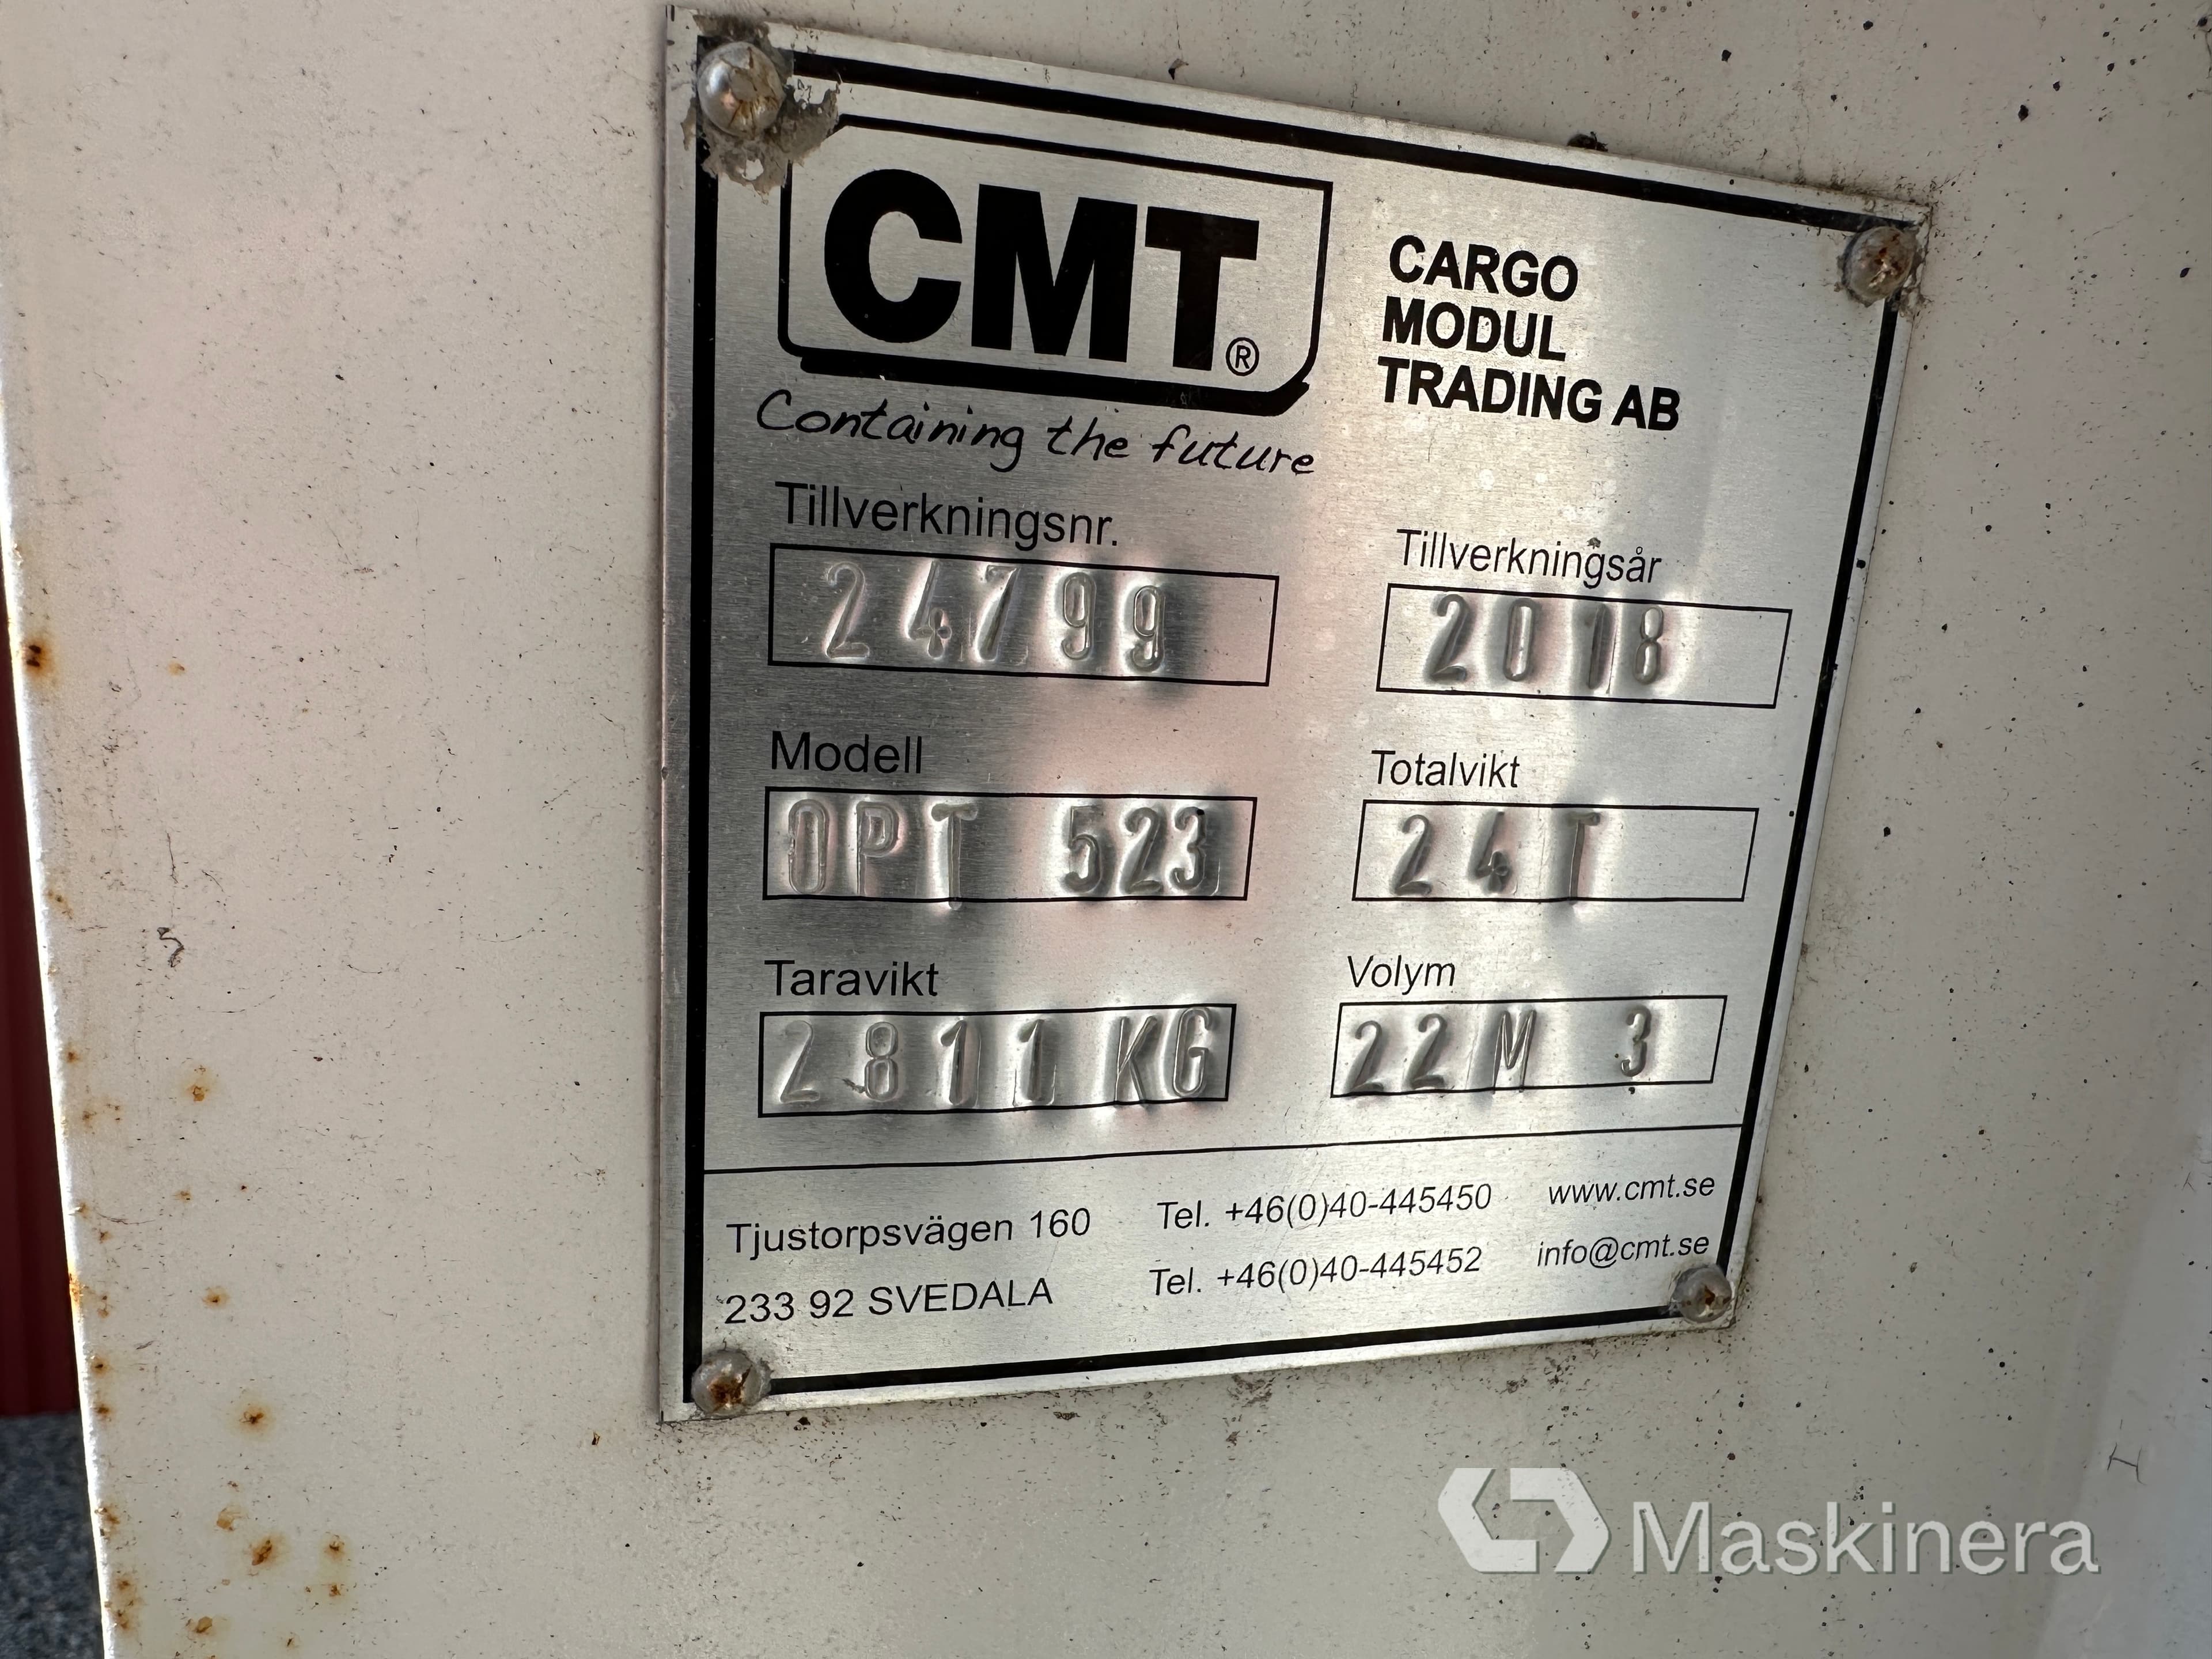 CMT®
CARGO
MODUL
TRADING AB
Containing the future
Tillverkningsnr.
24799
Tillverkningsår
2018
Modell
OPT 523
Totalvikt
24T
Taravikt
2811 KG
Volym
22M 3
Tjustorpsvägen 160
Tel. +46(0)40-445450
www.cmt.se
233 92 SVEDALA
Tel. +46(0)40-445452
info@cmt.se
Maskinera